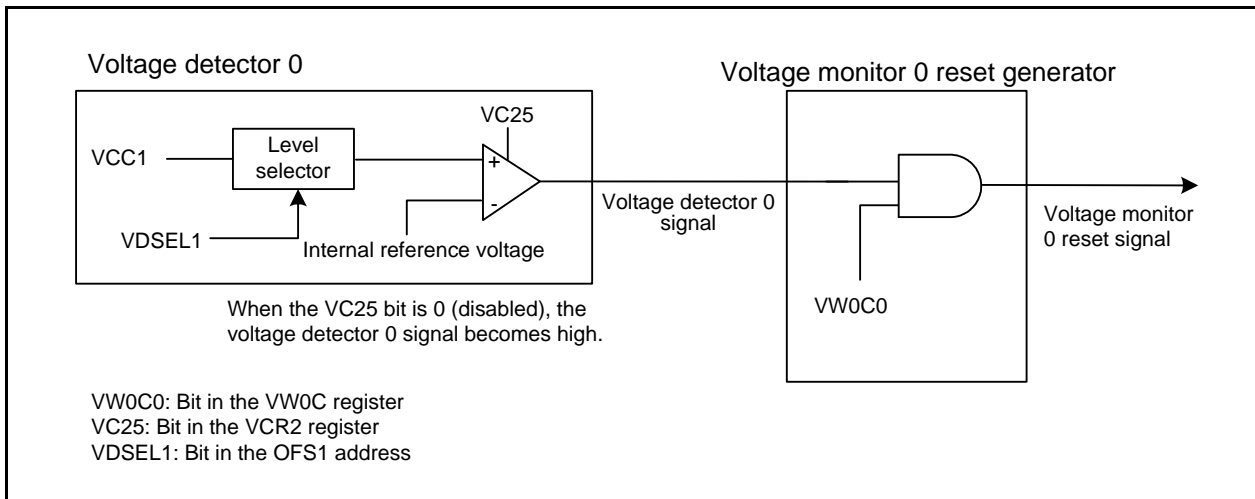 Voltage detector 0
Voltage monitor 0 reset generator
VC25
VCC1
Level
selector
+
-
VDSEL1
Internal reference voltage
Voltage detector 0
signal
Voltage monitor
0 reset signal
VW0C0
When the VC25 bit is 0 (disabled), the
voltage detector 0 signal becomes high.
VW0C0: Bit in the VW0C register
VC25: Bit in the VCR2 register
VDSEL1: Bit in the OFS1 address